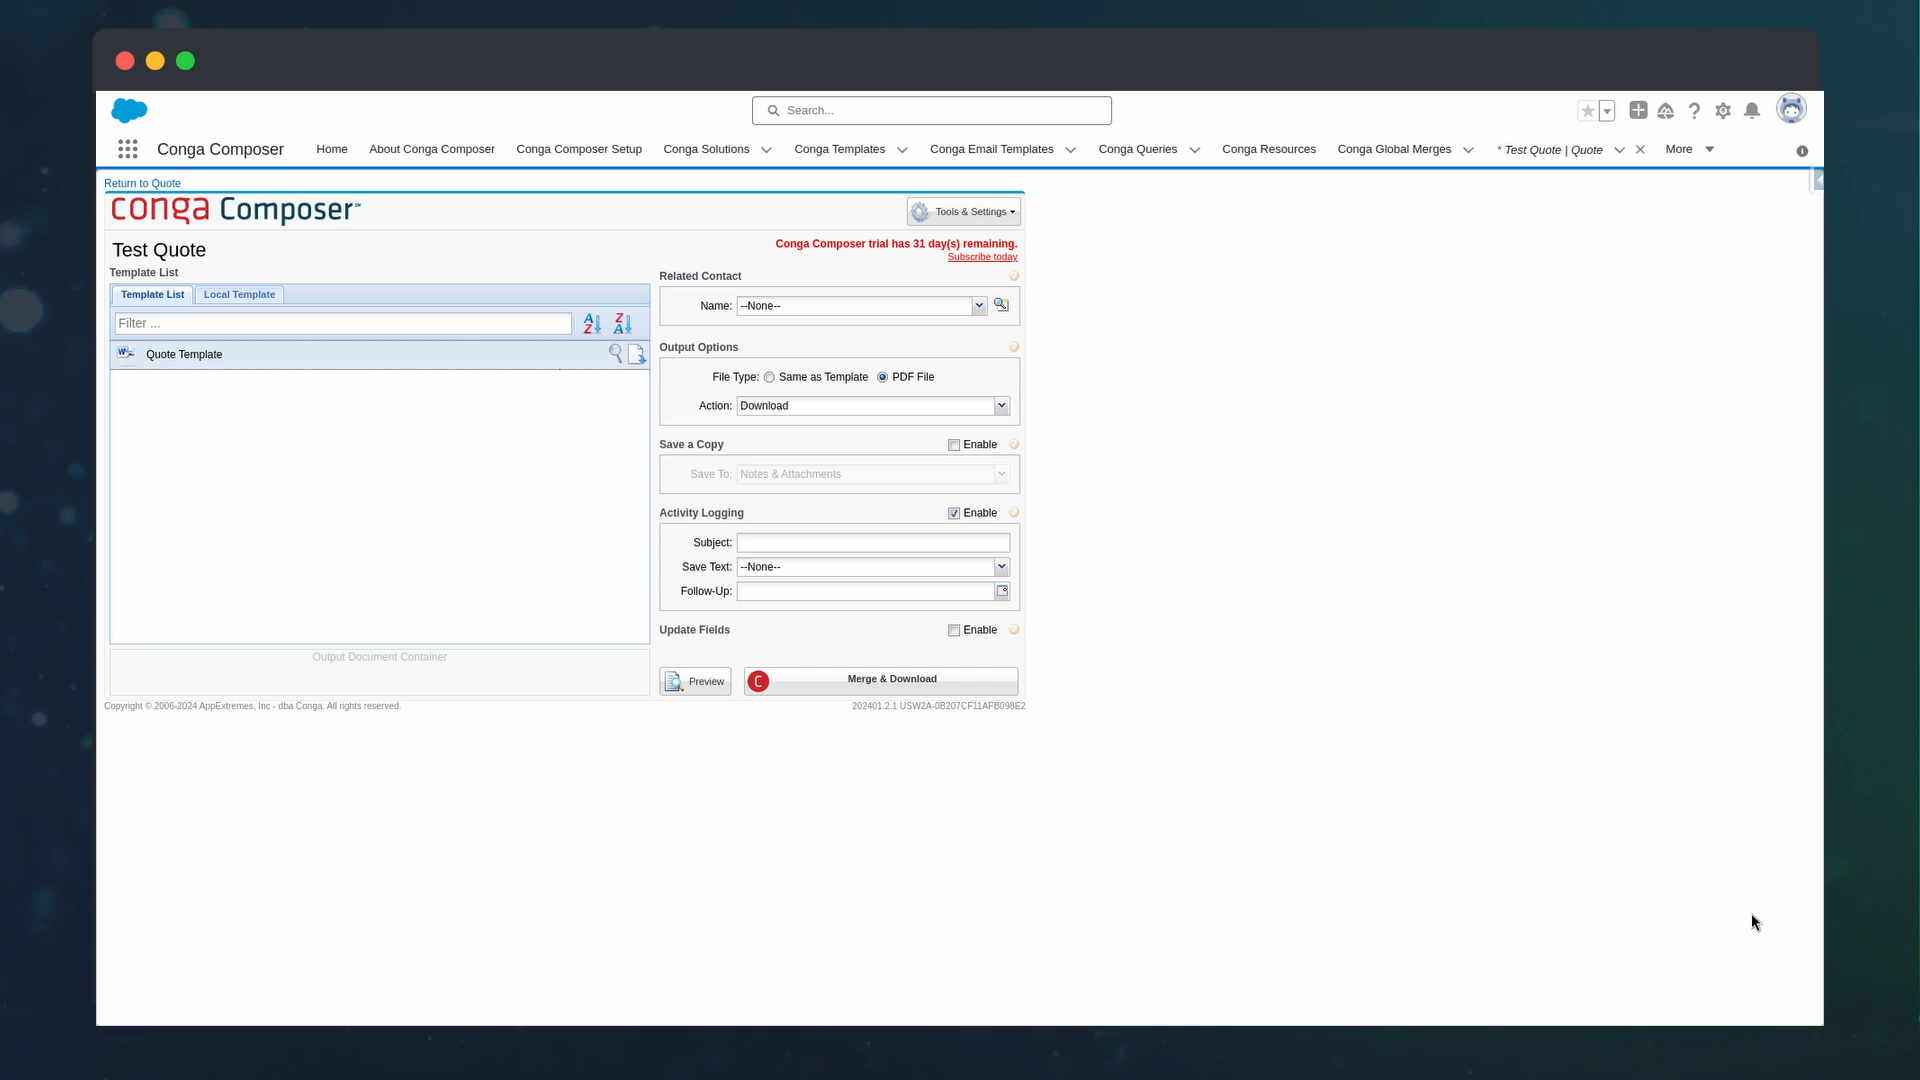 Search...
Conga Composer
Home
About Conga Composer
Conga Composer Setup
Conga Solutions
Conga Templates
Conga Email Templates
Conga Queries
Conga Resources
Conga Global Merges
* Test Quote | Quote
More
Return to Quote
conga Composer℠
Tools & Settings
Test Quote
Conga Composer trial has 31 day(s) remaining.
Subscribe today
Template List
Template List
Local Template
Filter ...
Quote Template
Output Document Container
Related Contact
Name: --None--
Output Options
File Type: Same as Template PDF File
Action: Download
Save a Copy Enable
Save To: Notes & Attachments
Activity Logging Enable
Subject:
Save Text: --None--
Follow-Up:
Update Fields Enable
Preview
Merge & Download
Copyright © 2006-2024 AppExtremes, Inc - dba Conga. All rights reserved.
202401.2.1 USW2A-0B207CF11AFB098E2